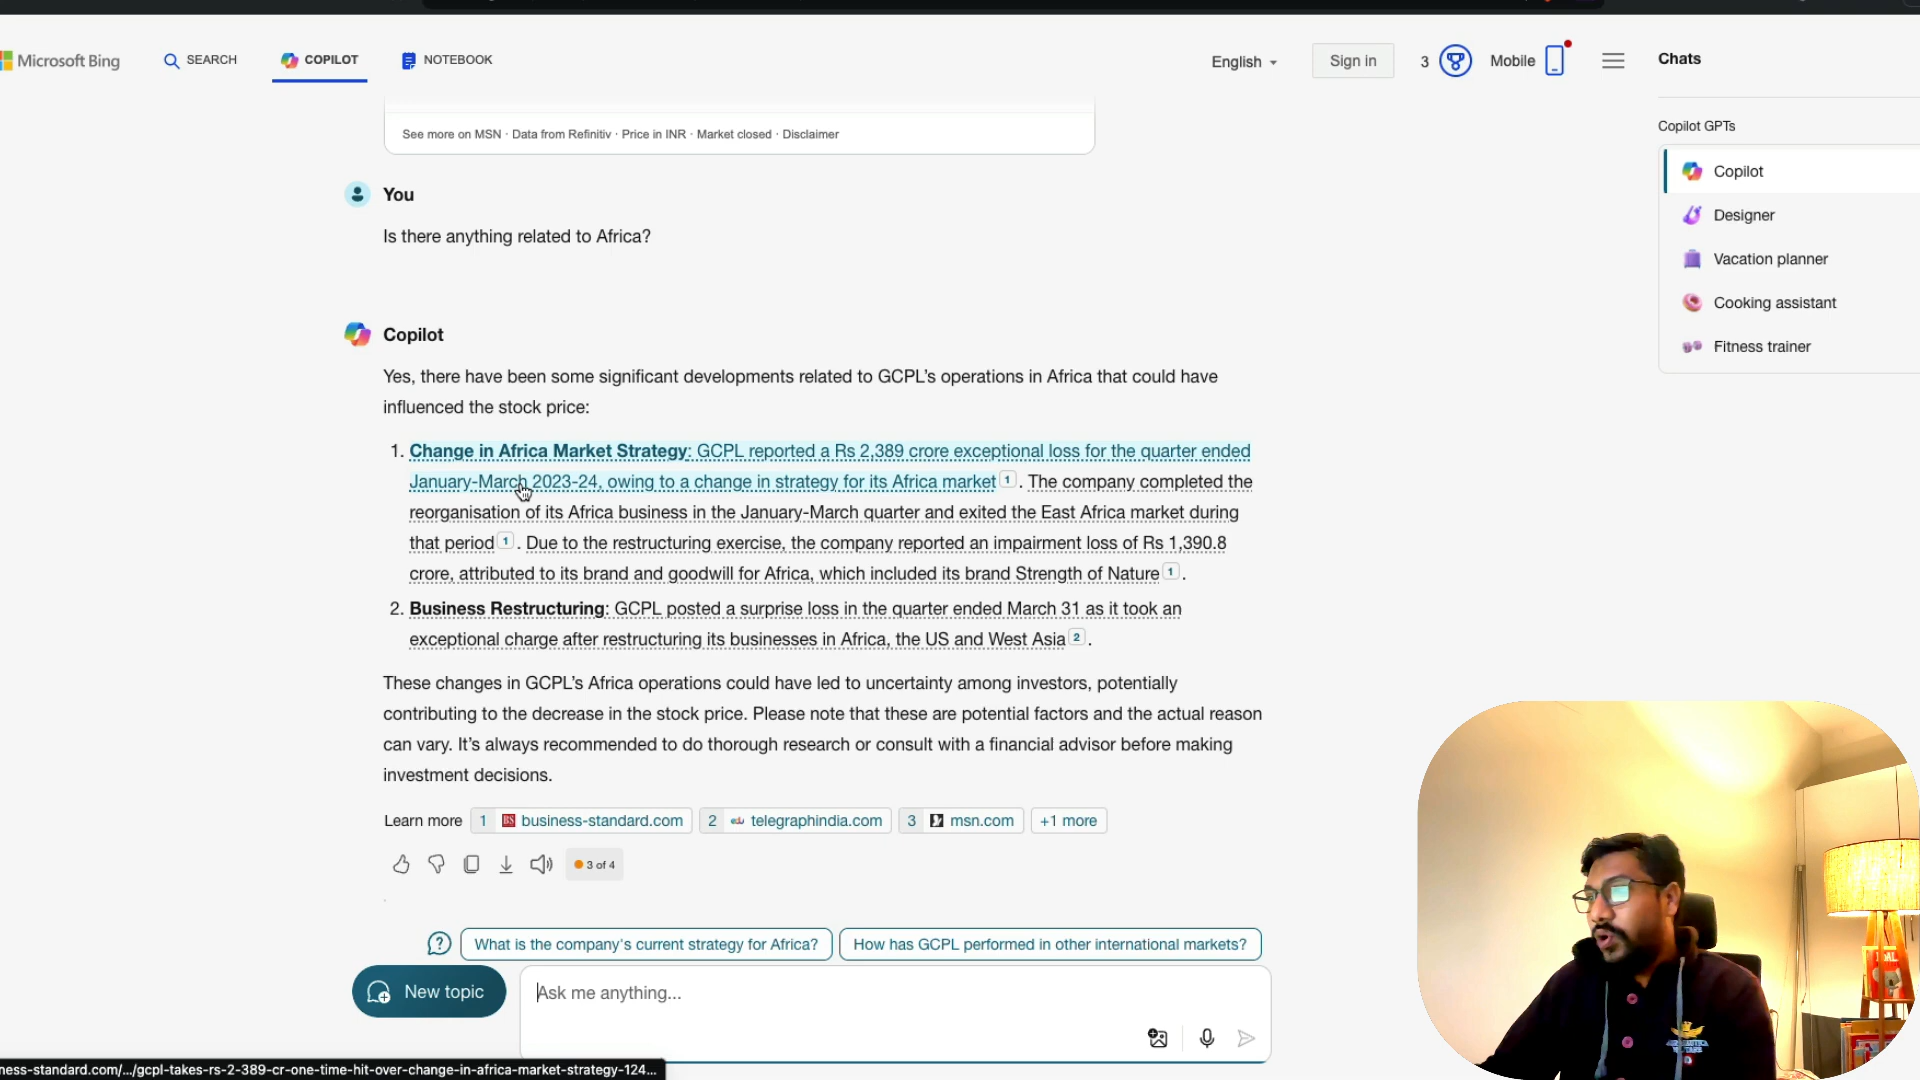 Microsoft Bing
SEARCH
COPILOT
NOTEBOOK
English
Sign in
3
Mobile
Chats
See more on MSN · Data from Refinitiv · Price in INR · Market closed · Disclaimer
Copilot GPTs
Copilot
Designer
Vacation planner
Cooking assistant
Fitness trainer
You
Is there anything related to Africa?
Copilot
Yes, there have been some significant developments related to GCPL's operations in Africa that could have
influenced the stock price:
1. Change in Africa Market Strategy: GCPL reported a Rs 2,389 crore exceptional loss for the quarter ended
January-March 2023-24, owing to a change in strategy for its Africa market 1 . The company completed the
reorganisation of its Africa business in the January-March quarter and exited the East Africa market during
that period 1 . Due to the restructuring exercise, the company reported an impairment loss of Rs 1,390.8
crore, attributed to its brand and goodwill for Africa, which included its brand Strength of Nature 1 .
2. Business Restructuring: GCPL posted a surprise loss in the quarter ended March 31 as it took an
exceptional charge after restructuring its businesses in Africa, the US and West Asia 2 .
These changes in GCPL's Africa operations could have led to uncertainty among investors, potentially
contributing to the decrease in the stock price. Please note that these are potential factors and the actual reason
can vary. It's always recommended to do thorough research or consult with a financial advisor before making
investment decisions.
Learn more 1 business-standard.com 2 telegraphindia.com 3 msn.com +1 more
3 of 4
What is the company's current strategy for Africa?
How has GCPL performed in other international markets?
New topic
Ask me anything...
ness-standard.com/.../gcpl-takes-rs-2-389-cr-one-time-hit-over-change-in-africa-market-strategy-124...